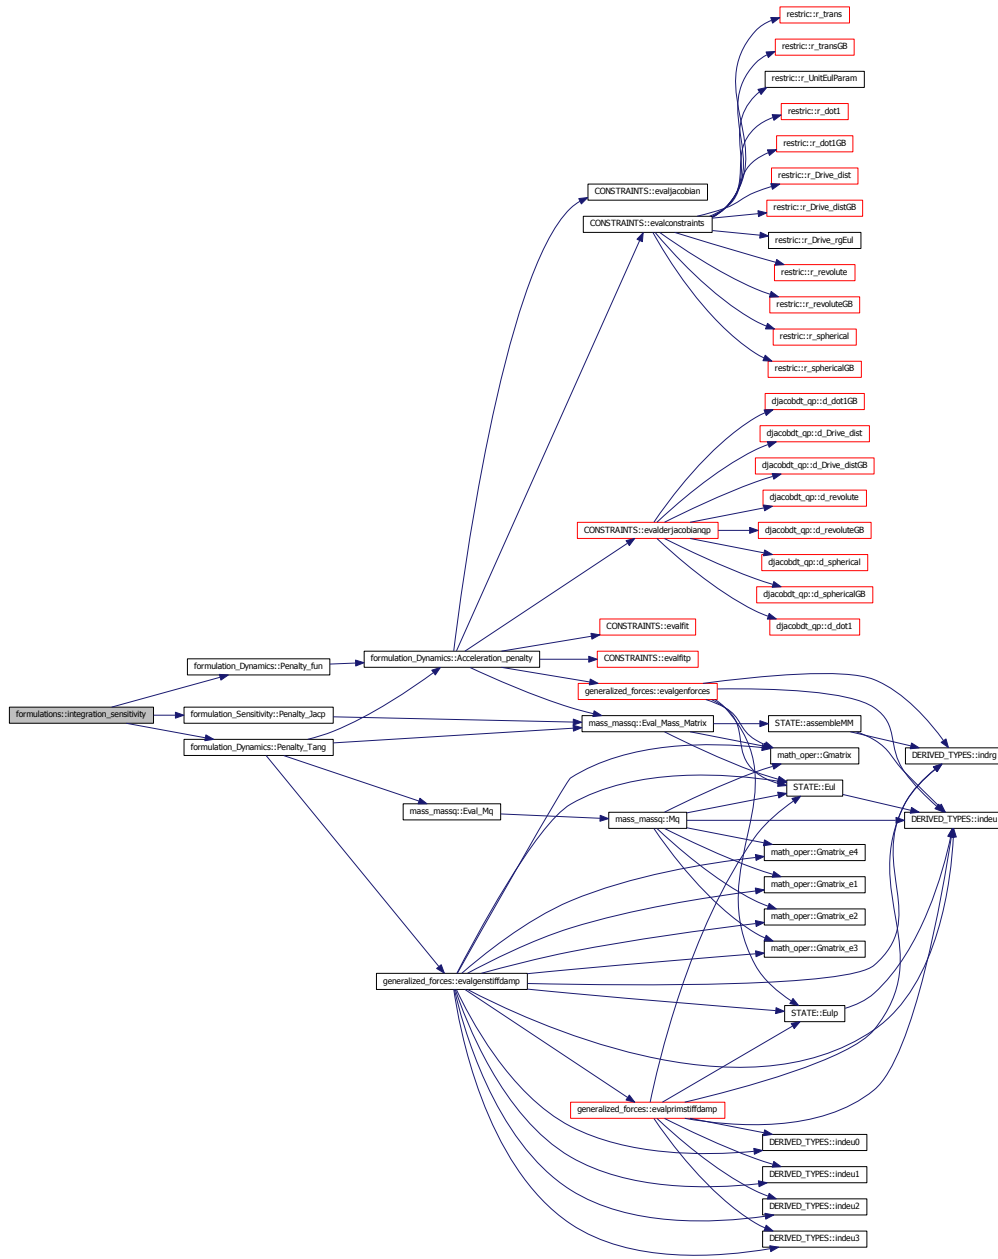 restric::r_trans
restric::r_transGB
restric::r_UnitEulParam
restric::r_dot1
restric::r_dot1GB
restric::r_Drive_dist
CONSTRAINTS::evaljacobian
restric::r_Drive_distGB
CONSTRAINTS::evalconstraints
restric::r_Drive_rgEul
restric::r_revolute
restric::r_revoluteGB
restric::r_spherical
restric::r_sphericalGB
djacobdt_qp::d_dot1GB
djacobdt_qp::d_Drive_dist
djacobdt_qp::d_Drive_distGB
djacobdt_qp::d_revolute
CONSTRAINTS::evalderjacobianqp
djacobdt_qp::d_revoluteGB
djacobdt_qp::d_spherical
djacobdt_qp::d_sphericalGB
djacobdt_qp::d_dot1
CONSTRAINTS::evalfit
formulation_Dynamics::Penalty_fun
formulation_Dynamics::Acceleration_penalty
CONSTRAINTS::evalfitp
generalized_forces::evalgenforces
formulations::integration_sensitivity
formulation_Sensitivity::Penalty_Jacp
mass_massq::Eval_Mass_Matrix
STATE::assembleMM
formulation_Dynamics::Penalty_Tang
math_oper::Gmatrix
DERIVED_TYPES::indrg
STATE::Eul
mass_massq::Eval_Mq
mass_massq::Mq
DERIVED_TYPES::indeu
math_oper::Gmatrix_e4
math_oper::Gmatrix_e1
math_oper::Gmatrix_e2
math_oper::Gmatrix_e3
generalized_forces::evalgenstiffdamp
STATE::Eulp
generalized_forces::evalprimstiffdamp
DERIVED_TYPES::indeu0
DERIVED_TYPES::indeu1
DERIVED_TYPES::indeu2
DERIVED_TYPES::indeu3